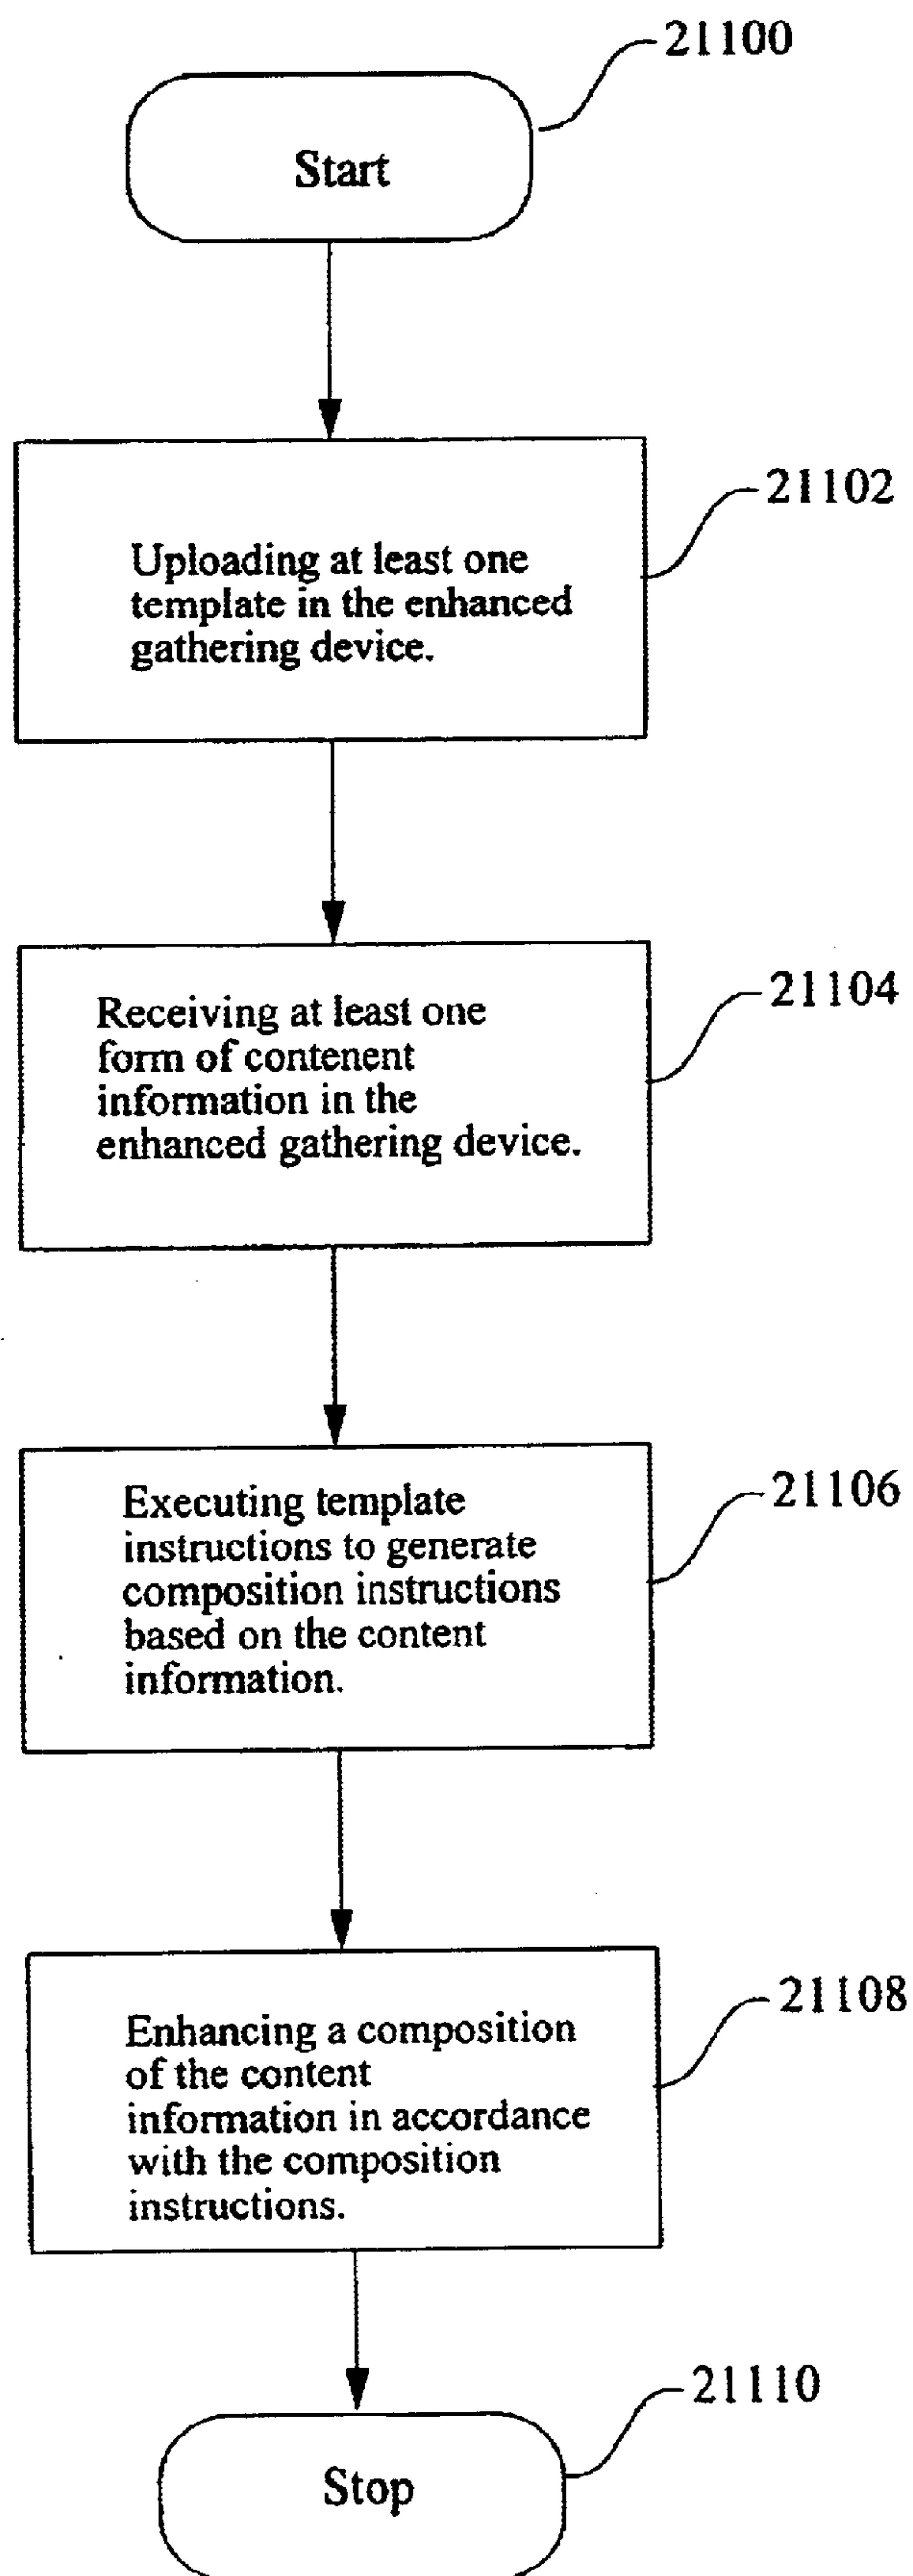 21100
Start
21102
Uploading at least one
template in the enhanced
gathering device.
21104
Receiving at least one
form of contenent
information in the
enhanced gathering device.
21106
Executing template
instructions to generate
composition instructions
based on the content
information.
21108
Enhancing a composition
of the content
information in accordance
with the composition
instructions.
21110
Stop